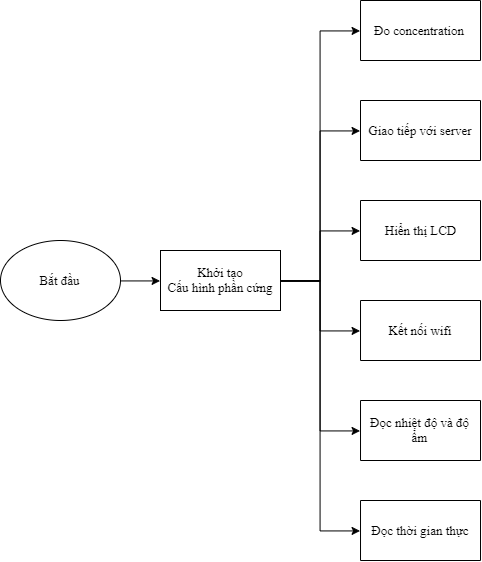 Đo concentration
Giao tiếp với server
Hiển thị LCD
Bắt đầu
Khởi tạo
Cấu hình phần cứng
Kết nối wifi
Đọc nhiệt độ và độ
ẩm
Đọc thời gian thực